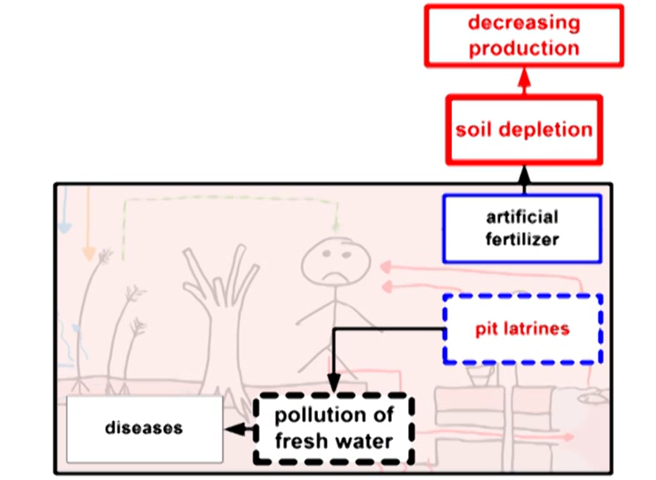 decreasing
production
soil depletion
artificial
fertilizer
pit latrines
pollution of
fresh water
diseases